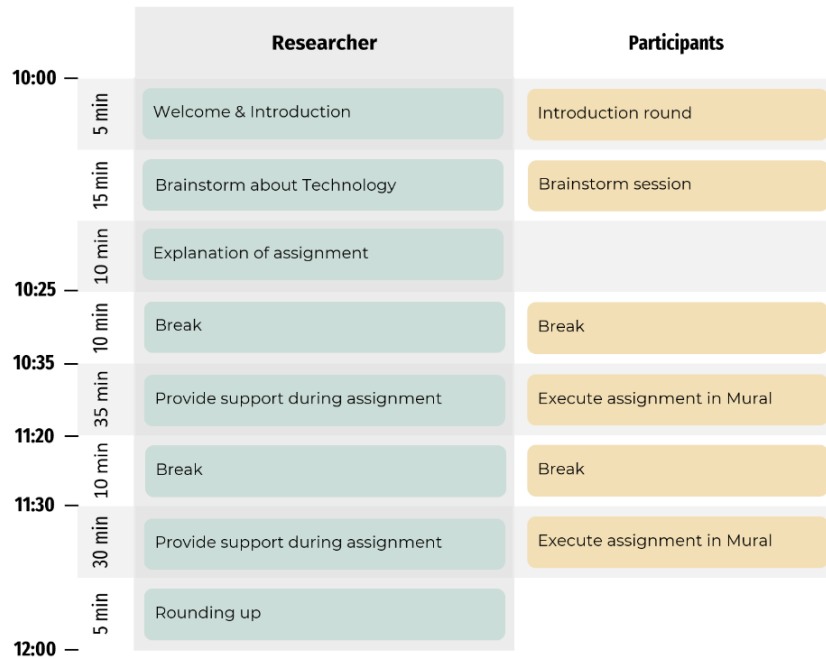 Researcher
Participants
10:00
5 min
Welcome & Introduction
Introduction round
15 min
Brainstorm about Technology
Brainstorm session
10 min
Explanation of assignment
10:25
10 min
Break
Break
10:35
35 min
Provide support during assignment
Execute assignment in Mural
11:20
10 min
Break
Break
11:30
30 min
Provide support during assignment
Execute assignment in Mural
5 min
Rounding up
12:00